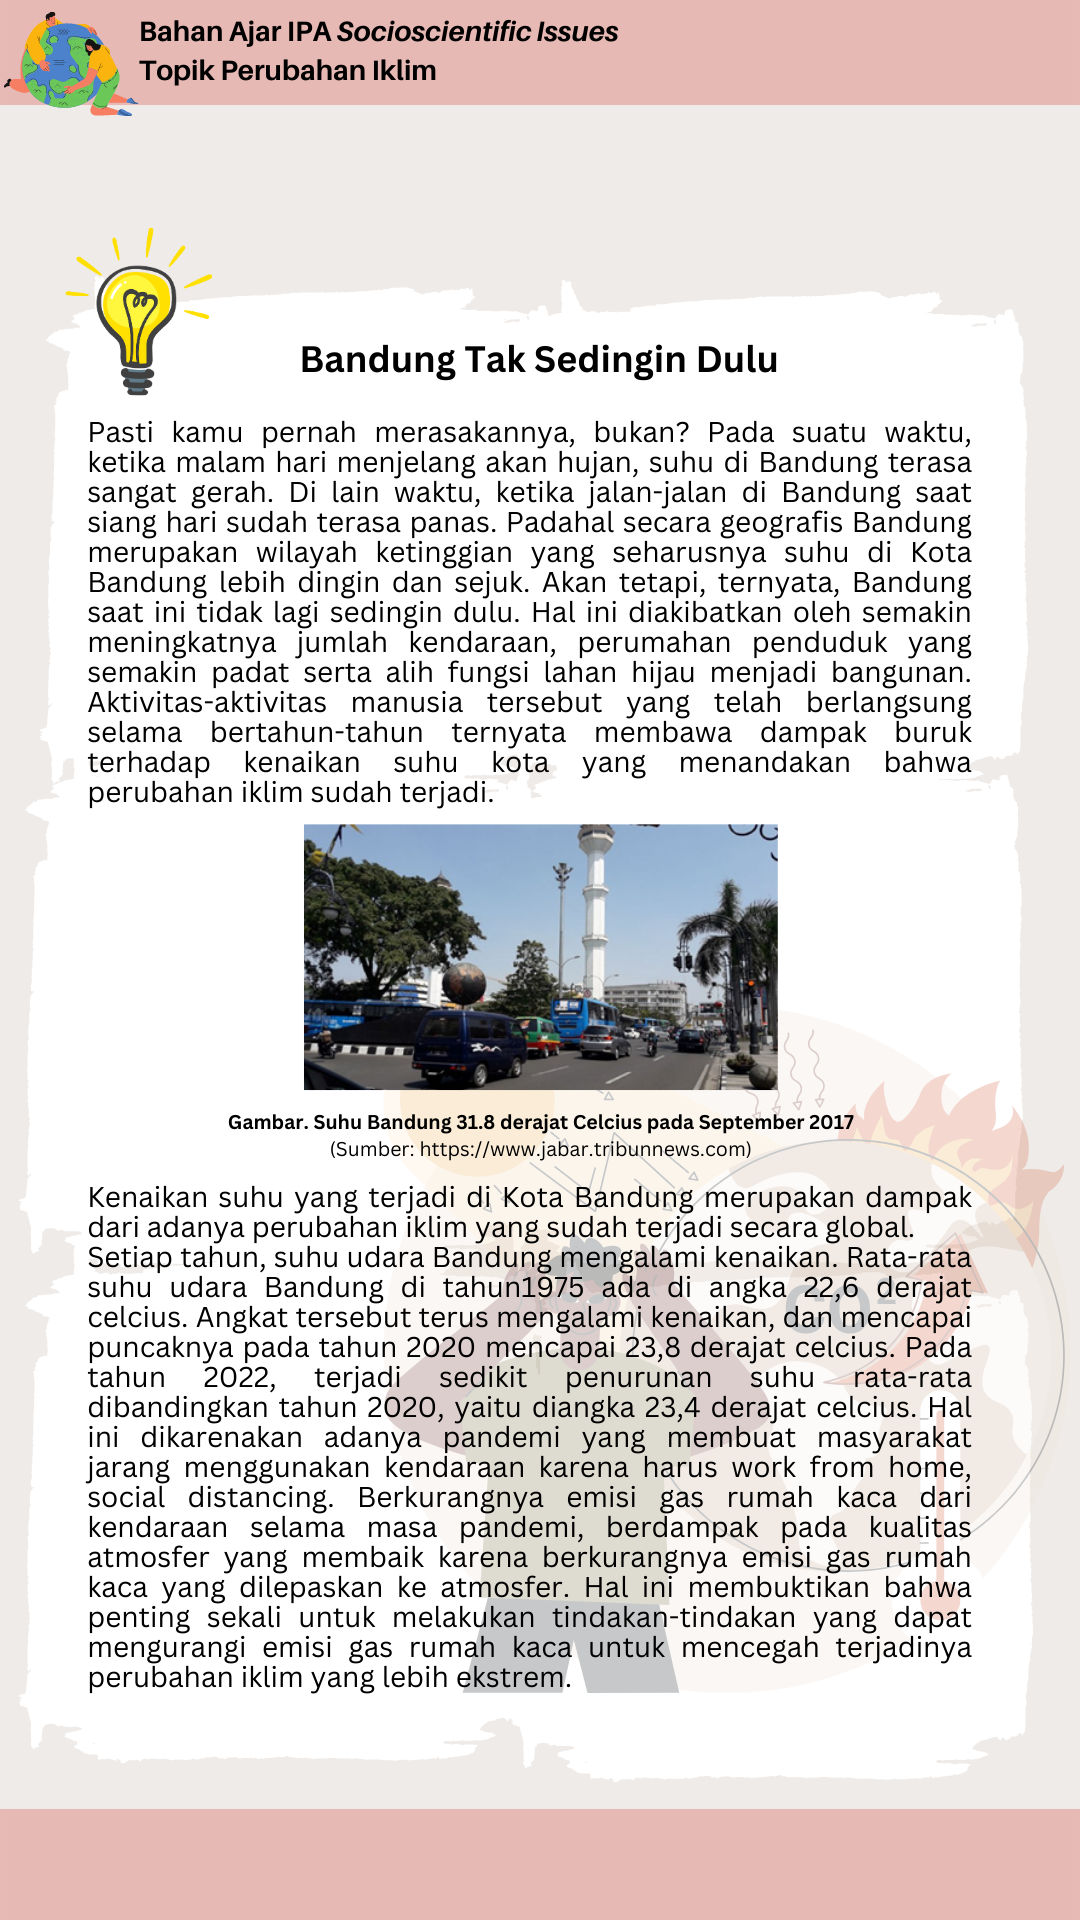 Bahan Ajar IPA Socioscientific Issues
Topik Perubahan Iklim
Bandung Tak Sedingin Dulu
Pasti kamu pernah merasakannya, bukan? Pada suatu waktu,
ketika malam hari menjelang akan hujan, suhu di Bandung terasa
sangat gerah. Di lain waktu, ketika jalan-jalan di Bandung saat
siang hari sudah terasa panas. Padahal secara geografis Bandung
merupakan wilayah ketinggian yang seharusnya suhu di Kota
Bandung lebih dingin dan sejuk. Akan tetapi, ternyata, Bandung
saat ini tidak lagi sedingin dulu. Hal ini diakibatkan oleh semakin
meningkatnya jumlah kendaraan, perumahan penduduk yang
semakin padat serta alih fungsi lahan hijau menjadi bangunan.
Aktivitas-aktivitas manusia tersebut yang telah berlangsung
selama bertahun-tahun ternyata membawa dampak buruk
terhadap kenaikan suhu kota yang menandakan bahwa
perubahan iklim sudah terjadi.
Gambar. Suhu Bandung 31.8 derajat Celcius pada September 2017
(Sumber: https://www.jabar.tribunnews.com)
Kenaikan suhu yang terjadi di Kota Bandung merupakan dampak
dari adanya perubahan iklim yang sudah terjadi secara global.
Setiap tahun, suhu udara Bandung mengalami kenaikan. Rata-rata
suhu udara Bandung di tahun1975 ada di angka 22,6 derajat
celcius. Angkat tersebut terus mengalami kenaikan, dan mencapai
puncaknya pada tahun 2020 mencapai 23,8 derajat celcius. Pada
tahun 2022, terjadi sedikit penurunan suhu rata-rata
dibandingkan tahun 2020, yaitu diangka 23,4 derajat celcius. Hal
ini dikarenakan adanya pandemi yang membuat masyarakat
jarang menggunakan kendaraan karena harus work from home,
social distancing. Berkurangnya emisi gas rumah kaca dari
kendaraan selama masa pandemi, berdampak pada kualitas
atmosfer yang membaik karena berkurangnya emisi gas rumah
kaca yang dilepaskan ke atmosfer. Hal ini membuktikan bahwa
penting sekali untuk melakukan tindakan-tindakan yang dapat
mengurangi emisi gas rumah kaca untuk mencegah terjadinya
perubahan iklim yang lebih ekstrem.
CO²